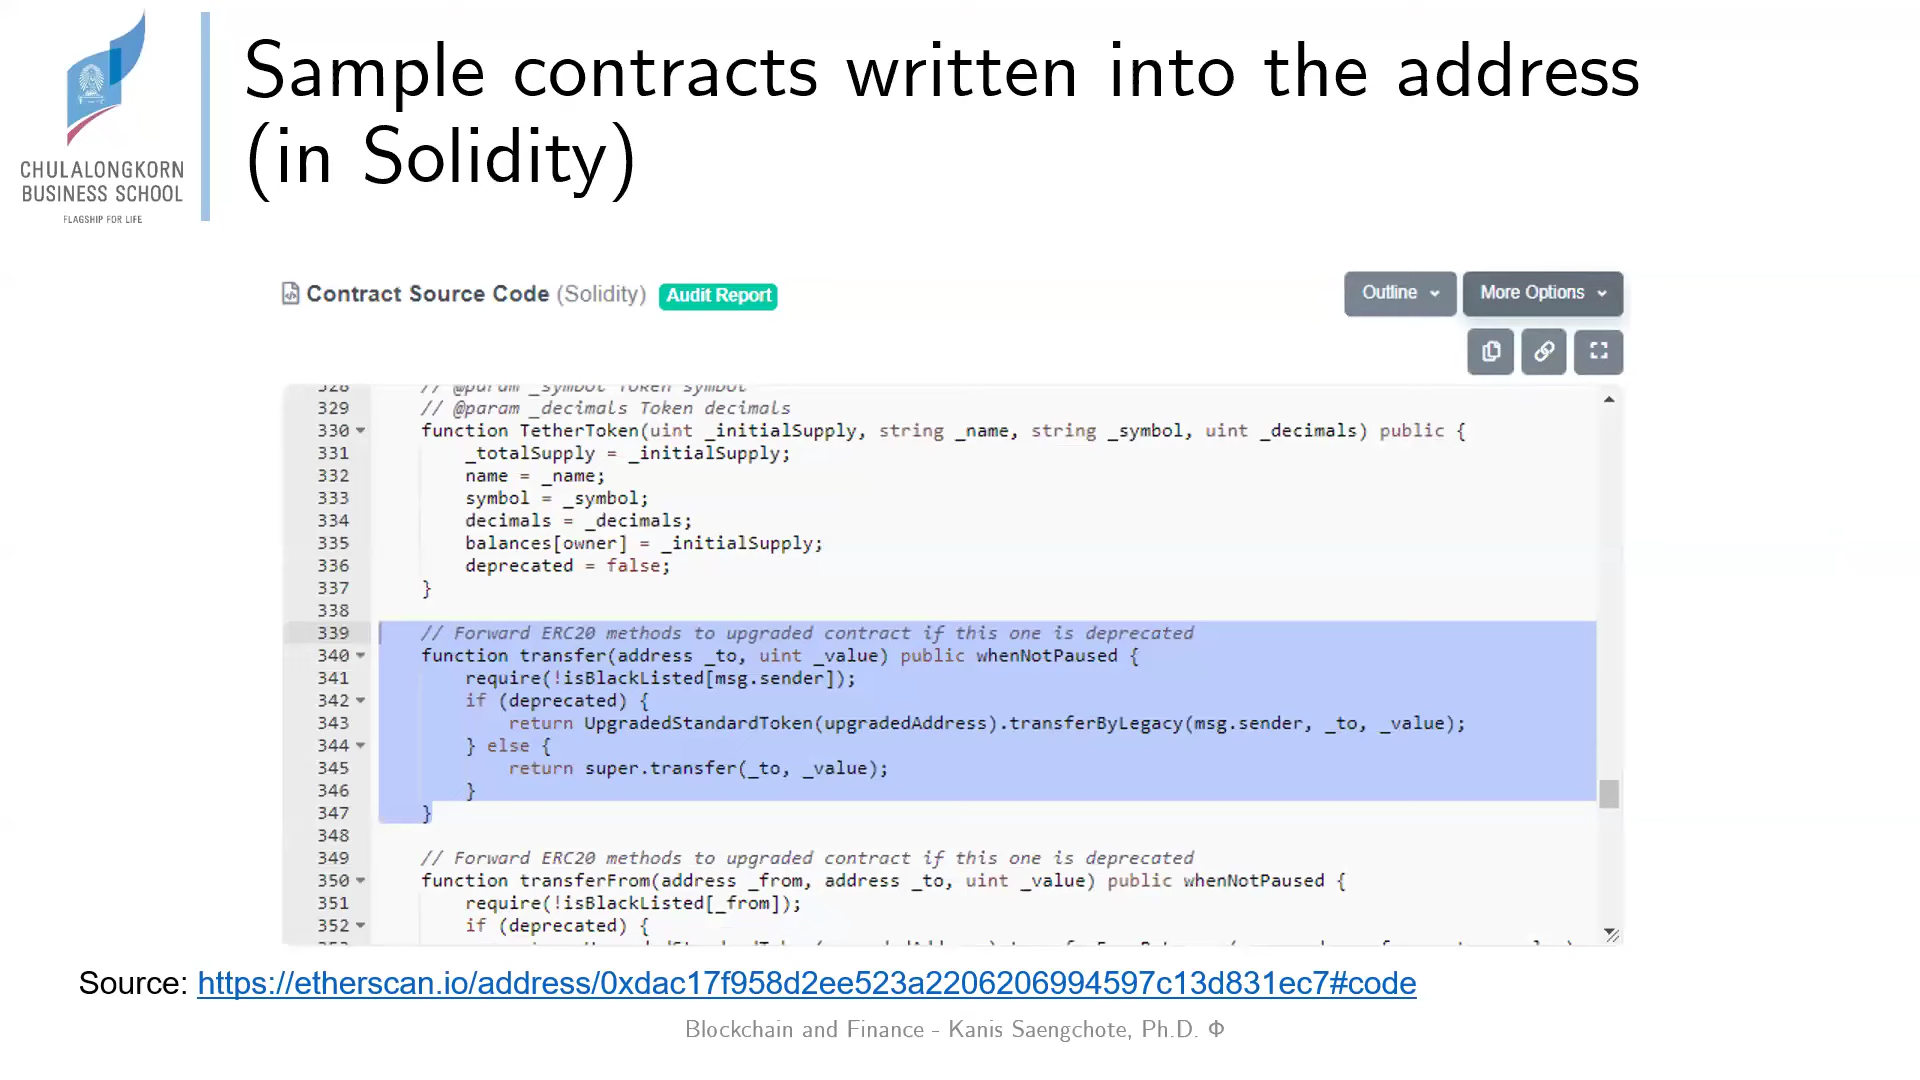 CHULALONGKORN
BUSINESS SCHOOL
FLAGSHIP FOR LIFE
Sample contracts written into the address
(in Solidity)
Contract Source Code (Solidity) Audit Report
Outline More Options
328 // @param _symbol Token symbol
329 // @param _decimals Token decimals
330 function TetherToken(uint _initialSupply, string _name, string _symbol, uint _decimals) public {
331 _totalSupply = _initialSupply;
332 name = _name;
333 symbol = _symbol;
334 decimals = _decimals;
335 balances[owner] = _initialSupply;
336 deprecated = false;
337 }
338
339 // Forward ERC20 methods to upgraded contract if this one is deprecated
340 function transfer(address _to, uint _value) public whenNotPaused {
341 require(!isBlackListed[msg.sender]);
342 if (deprecated) {
343 return UpgradedStandardToken(upgradedAddress).transferByLegacy(msg.sender, _to, _value);
344 } else {
345 return super.transfer(_to, _value);
346 }
347 }
348
349 // Forward ERC20 methods to upgraded contract if this one is deprecated
350 function transferFrom(address _from, address _to, uint _value) public whenNotPaused {
351 require(!isBlackListed[_from]);
352 if (deprecated) {
Source: https://etherscan.io/address/0xdac17f958d2ee523a2206206994597c13d831ec7#code
Blockchain and Finance - Kanis Saengchote, Ph.D. Φ